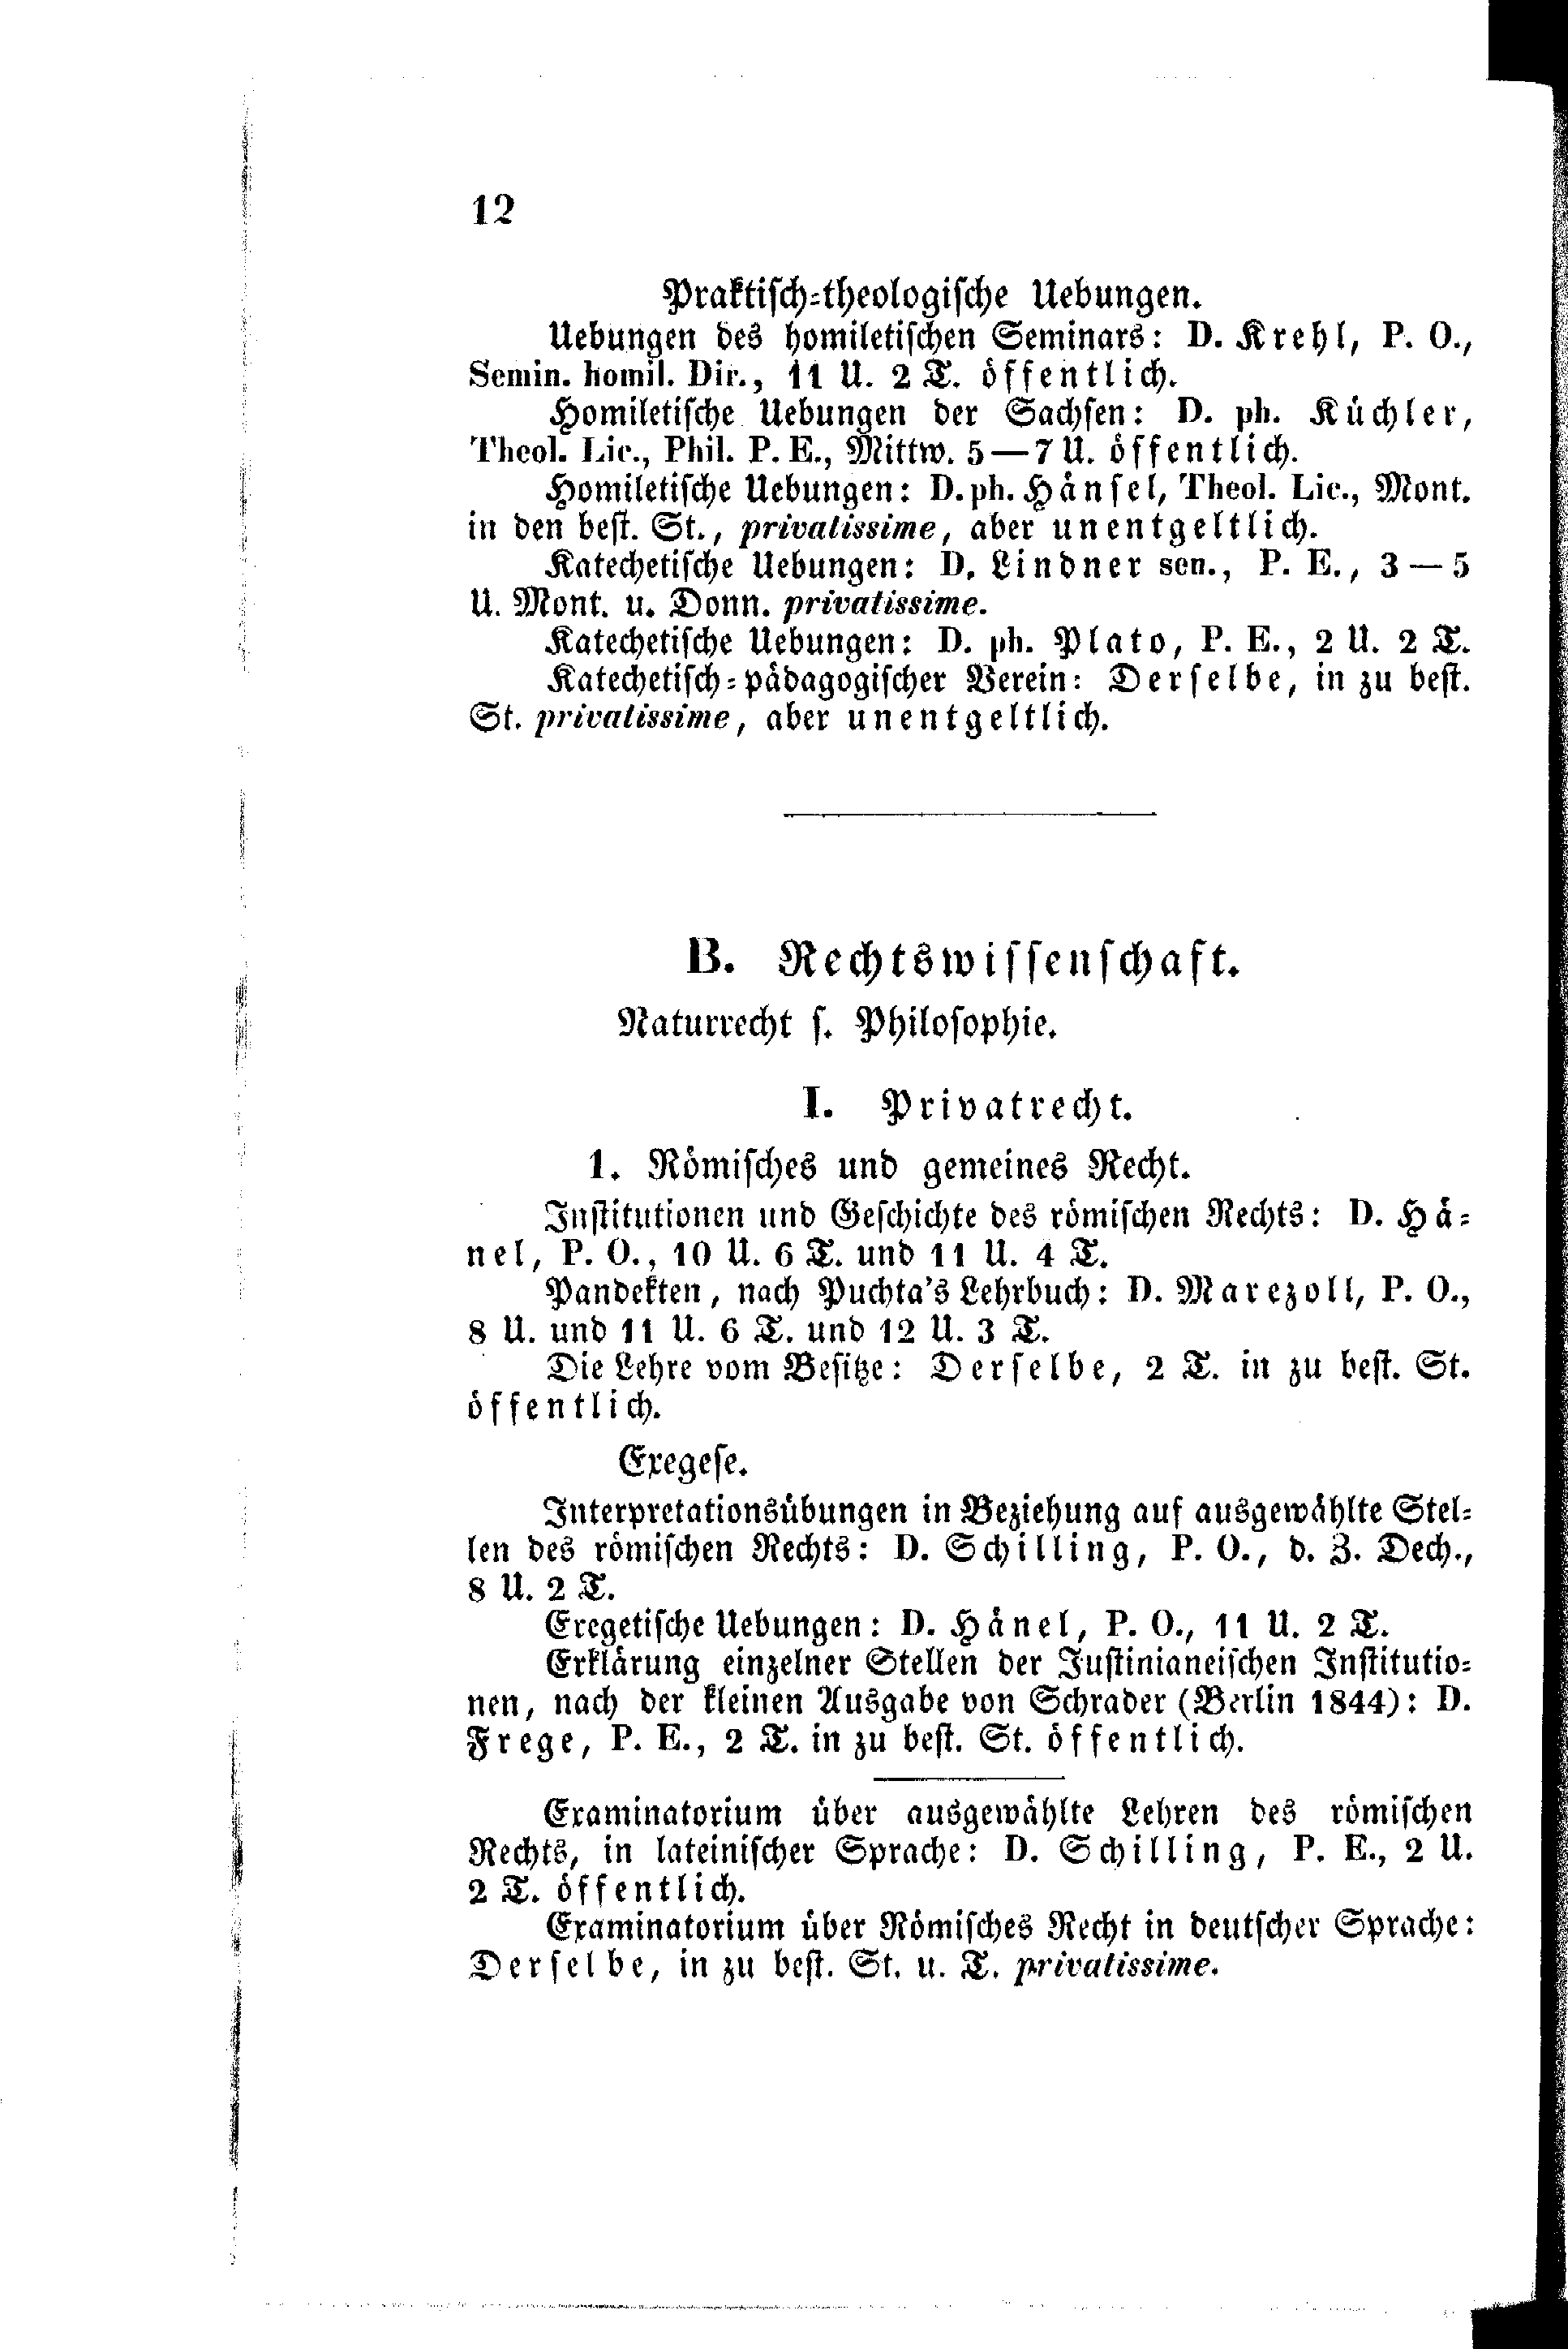 12
Praktisch-theologische Uebungen.
Uebungen des homiletischen Seminars: D. Krehl, P. O.,
Semin. homil. Dir., 11 U. 2 T. öffentlich.
Homiletische Uebungen der Sachsen: D. ph. Küchler,
Theol. Lic., Phil. P. E., Mittw. 5—7 U. öffentlich.
Homiletische Uebungen: D. ph. Hänsel, Theol. Lic., Mont.
in den best. St., privatissime, aber unentgeltlich.
Katechetische Uebungen: D. Lindner sen., P. E., 3—5
U. Mont. u. Donn. privatissime.
Katechetische Uebungen: D. ph. Plato, P. E., 2 U. 2 T.
Katechetisch-pädagogischer Verein: Derselbe, in zu best.
St. privatissime, aber unentgeltlich.
B. Rechtswissenschaft.
Naturrecht s. Philosophie.
I. Privatrecht.
1. Römisches und gemeines Recht.
Institutionen und Geschichte des römischen Rechts: D. Hä-
nel, P. O., 10 U. 6 T. und 11 U. 4 T.
Pandekten, nach Puchta's Lehrbuch: D. Marezoll, P. O.,
8 U. und 11 U. 6 T. und 12 U. 3 T.
Die Lehre vom Besitze: Derselbe, 2 T. in zu best. St.
öffentlich.
Exegese.
Interpretationsübungen in Beziehung auf ausgewählte Stel-
len des römischen Rechts: D. Schilling, P. O., d. Z. Dech.,
8 U. 2 T.
Exegetische Uebungen: D. Hänel, P. O., 11 U. 2 T.
Erklärung einzelner Stellen der Justinianeischen Institutio-
nen, nach der kleinen Ausgabe von Schrader (Berlin 1844): D.
Frege, P. E., 2 T. in zu best. St. öffentlich.
Examinatorium über ausgewählte Lehren des römischen
Rechts, in lateinischer Sprache: D. Schilling, P. E., 2 U.
2 T. öffentlich.
Examinatorium über Römisches Recht in deutscher Sprache:
Derselbe, in zu best. St. u. T. privatissime.